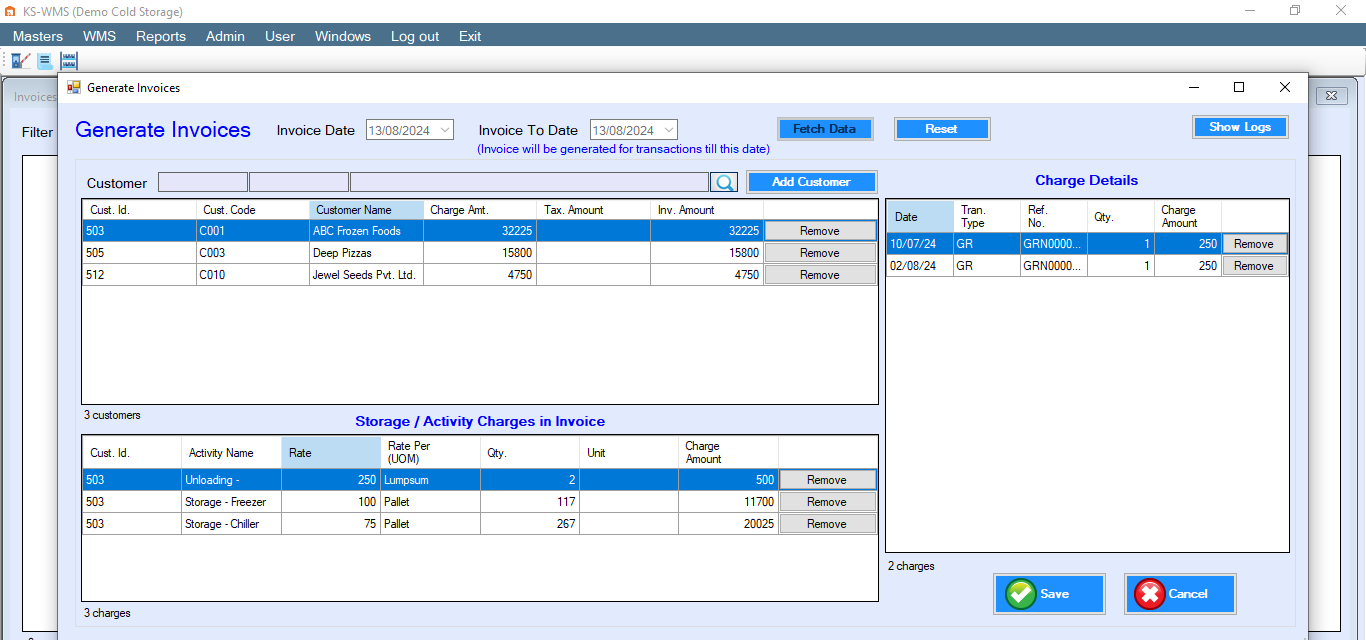 KS-WMS (Demo Cold Storage)
Masters WMS Reports Admin User Windows Log out Exit
Invoices
Generate Invoices
Filter
Generate Invoices Invoice Date 13/08/2024 Invoice To Date 13/08/2024 Fetch Data Reset Show Logs
(Invoice will be generated for transactions till this date)
Customer Add Customer
Cust. Id. Cust. Code Customer Name Charge Amt. Tax. Amount Inv. Amount
503 C001 ABC Frozen Foods 32225 32225 Remove
505 C003 Deep Pizzas 15800 15800 Remove
512 C010 Jewel Seeds Pvt. Ltd. 4750 4750 Remove
3 customers
Charge Details
Date Tran. Type Ref. No. Qty. Charge Amount
10/07/24 GR GRN0000... 1 250 Remove
02/08/24 GR GRN0000... 1 250 Remove
2 charges
Storage / Activity Charges in Invoice
Cust. Id. Activity Name Rate Rate Per (UOM) Qty. Unit Charge Amount
503 Unloading - 250 Lumpsum 2 500 Remove
503 Storage - Freezer 100 Pallet 117 11700 Remove
503 Storage - Chiller 75 Pallet 267 20025 Remove
3 charges
Save Cancel